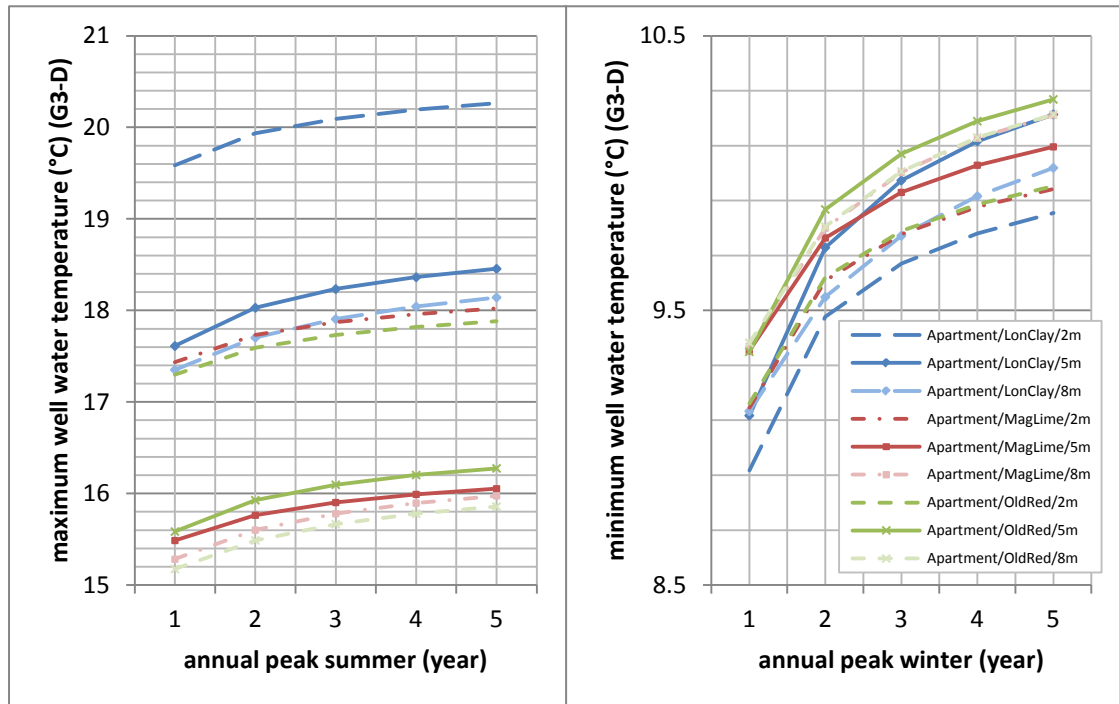 maximum well water temperature (°C) (G3-D)
21
20
19
18
17
16
15
1 2 3 4 5
annual peak summer (year)
minimum well water temperature (°C) (G3-D)
10.5
9.5
8.5
Apartment/LonClay/2m
Apartment/LonClay/5m
Apartment/LonClay/8m
Apartment/MagLime/2m
Apartment/MagLime/5m
Apartment/MagLime/8m
Apartment/OldRed/2m
Apartment/OldRed/5m
Apartment/OldRed/8m
1 2 3 4 5
annual peak winter (year)